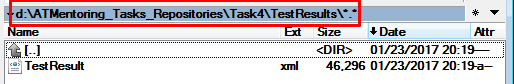 d:\ATMentoring_Tasks_Repositories\Task4\TestResults\*.*
Name Ext Size Date Attr
[..] <DIR> 01/23/2017 20:19 ----
TestResult xml 46,296 01/23/2017 20:19 -a--